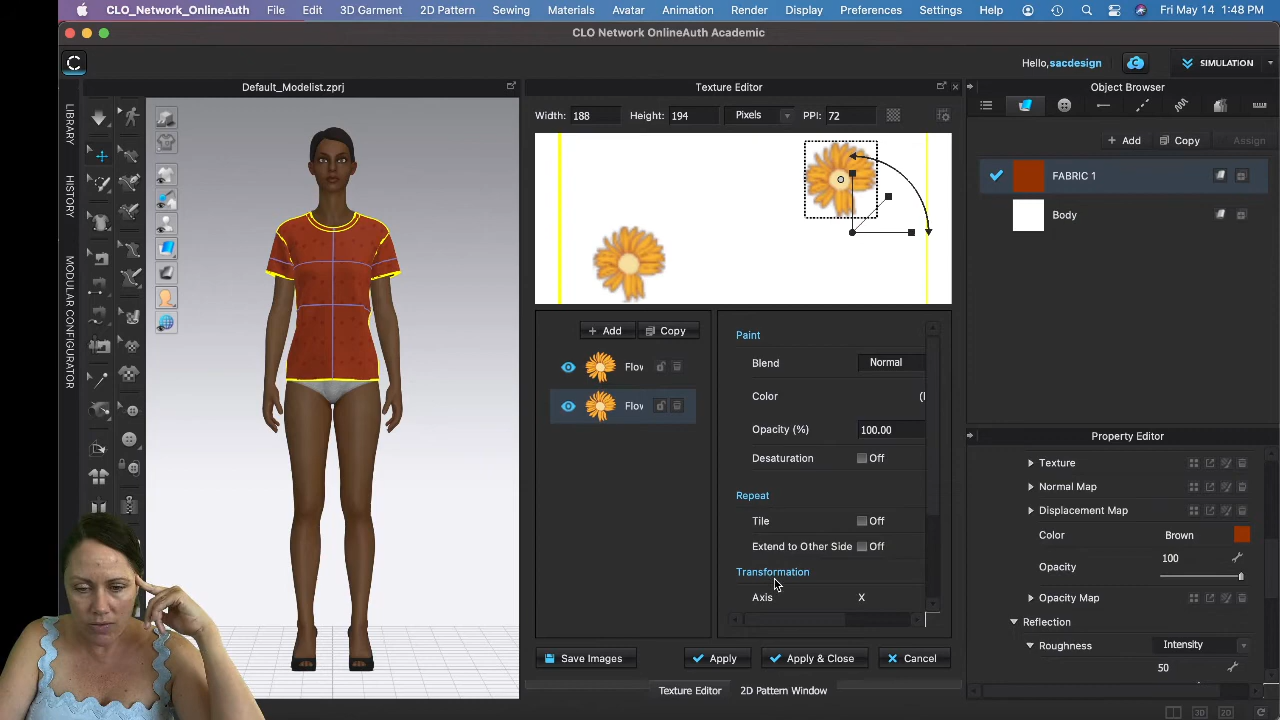 CLO_Network_OnlineAuth File Edit 3D Garment 2D Pattern Sewing Materials Avatar Animation Render Display Preferences Settings Help Fri May 14 1:48 PM
CLO Network OnlineAuth Academic
Hello, sacdesign SIMULATION
Default_Modelist.zprj
Texture Editor
Object Browser
LIBRARY
HISTORY
MODULAR CONFIGURATOR
Width: 188 Height: 194 Pixels PPI: 72
+ Add Copy Assign
FABRIC 1
Body
+ Add Copy
Flow
Flow
Paint
Blend Normal
Color
Opacity (%) 100.00
Desaturation Off
Repeat
Tile Off
Extend to Other Side Off
Transformation
Axis X
Property Editor
Texture
Normal Map
Displacement Map
Color Brown
Opacity 100
Opacity Map
Reflection
Roughness Intensity
50
Save Images Apply Apply & Close Cancel
Texture Editor 2D Pattern Window
3D 2D